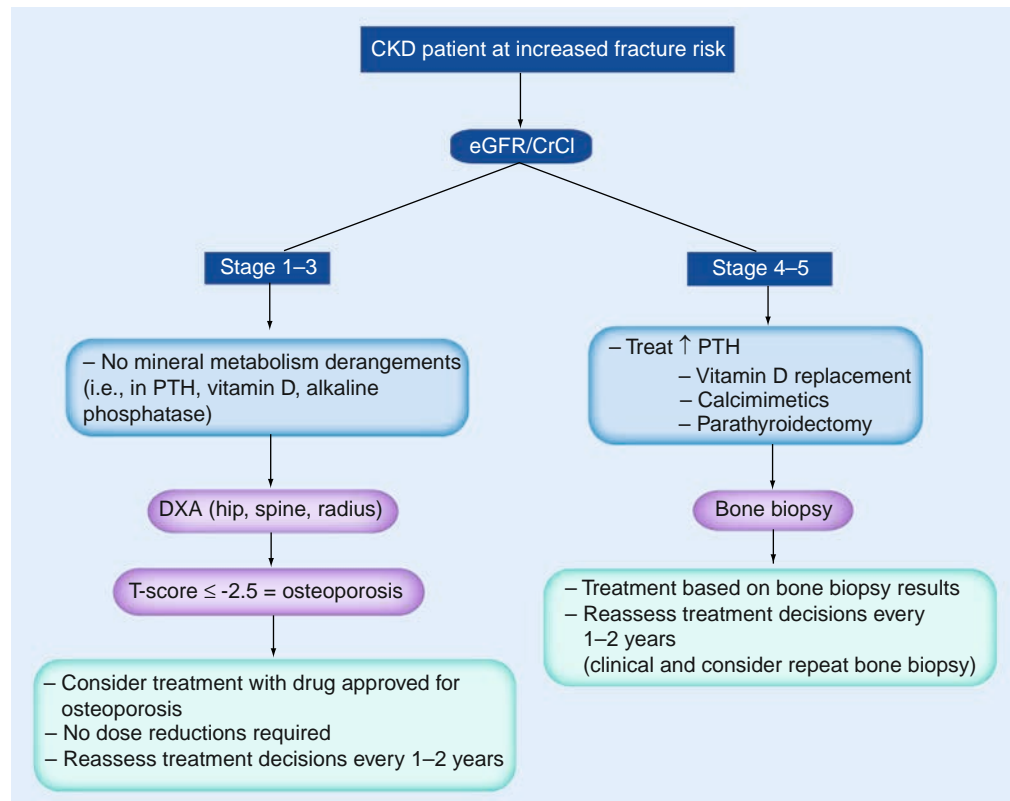 CKD patient at increased fracture risk
eGFR/CrCl
Stage 1–3
– No mineral metabolism derangements
(i.e., in PTH, vitamin D, alkaline
phosphatase)
DXA (hip, spine, radius)
T-score ≤ -2.5 = osteoporosis
– Consider treatment with drug approved for
osteoporosis
– No dose reductions required
– Reassess treatment decisions every 1–2 years
Stage 4–5
– Treat ↑ PTH
– Vitamin D replacement
– Calcimimetics
– Parathyroidectomy
Bone biopsy
– Treatment based on bone biopsy results
– Reassess treatment decisions every
1–2 years
(clinical and consider repeat bone biopsy)